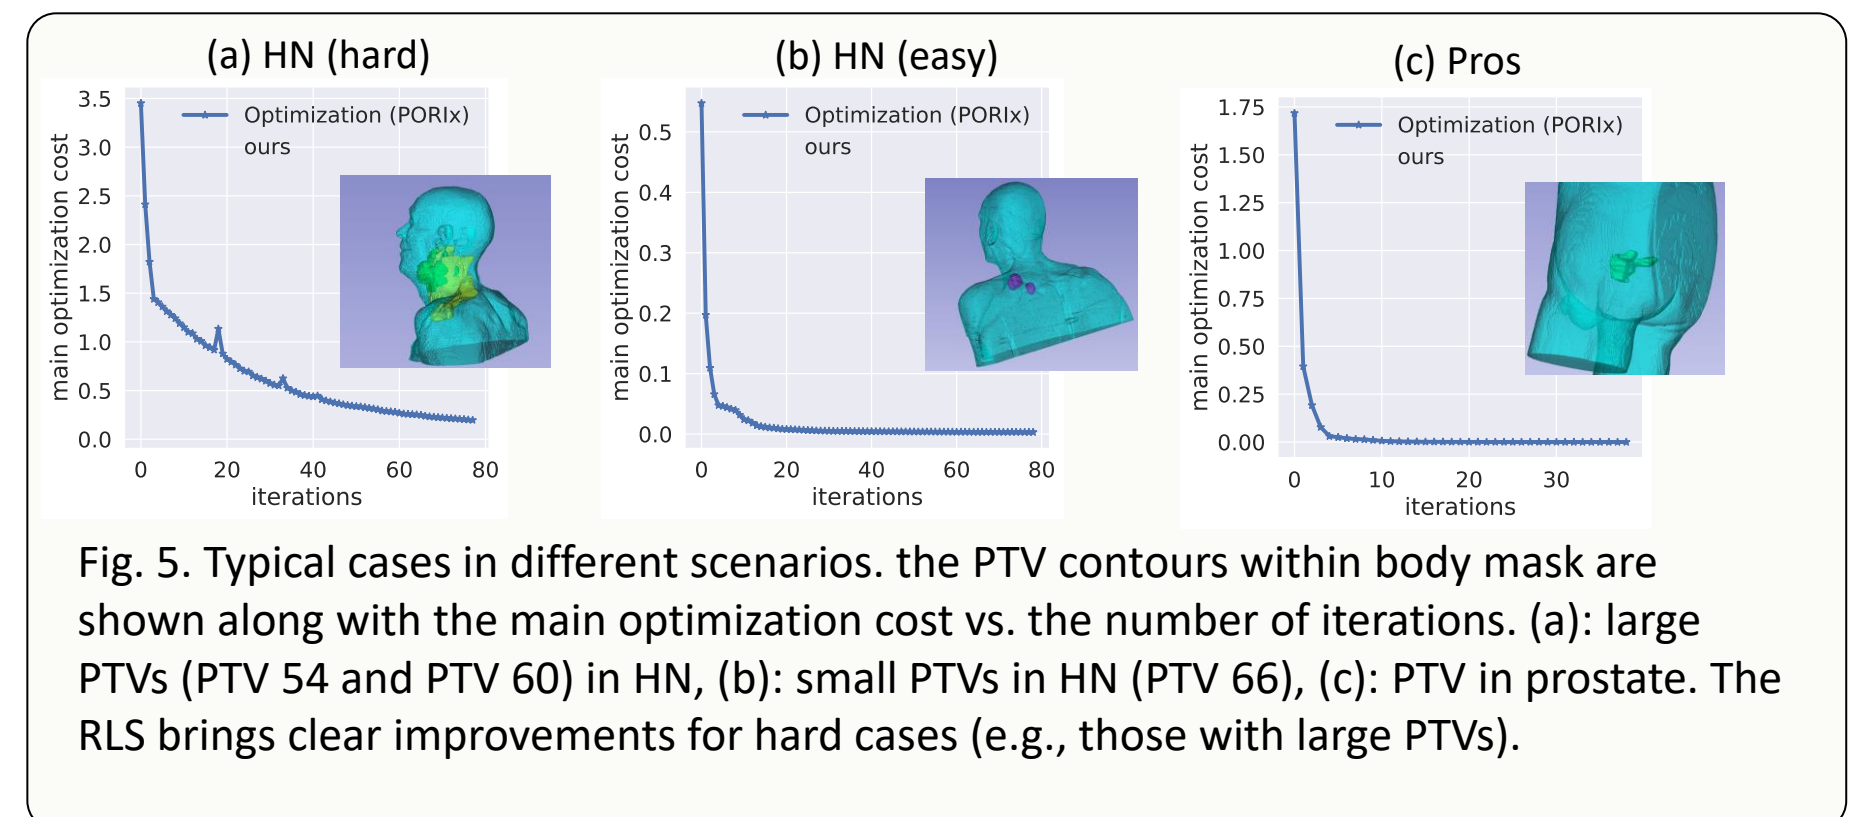 (a) HN (hard)
3.5
3.0
2.5
2.0
1.5
1.0
0.5
0.0
main optimization cost
Optimization (PORIx)
ours
0 20 40 60 80
iterations
(b) HN (easy)
0.5
0.4
0.3
0.2
0.1
0.0
main optimization cost
Optimization (PORIx)
ours
0 20 40 60 80
iterations
(c) Pros
1.75
1.50
1.25
1.00
0.75
0.50
0.25
0.00
main optimization cost
Optimization (PORIx)
ours
0 10 20 30
iterations
Fig. 5. Typical cases in different scenarios. the PTV contours within body mask are
shown along with the main optimization cost vs. the number of iterations. (a): large
PTVs (PTV 54 and PTV 60) in HN, (b): small PTVs in HN (PTV 66), (c): PTV in prostate. The
RLS brings clear improvements for hard cases (e.g., those with large PTVs).